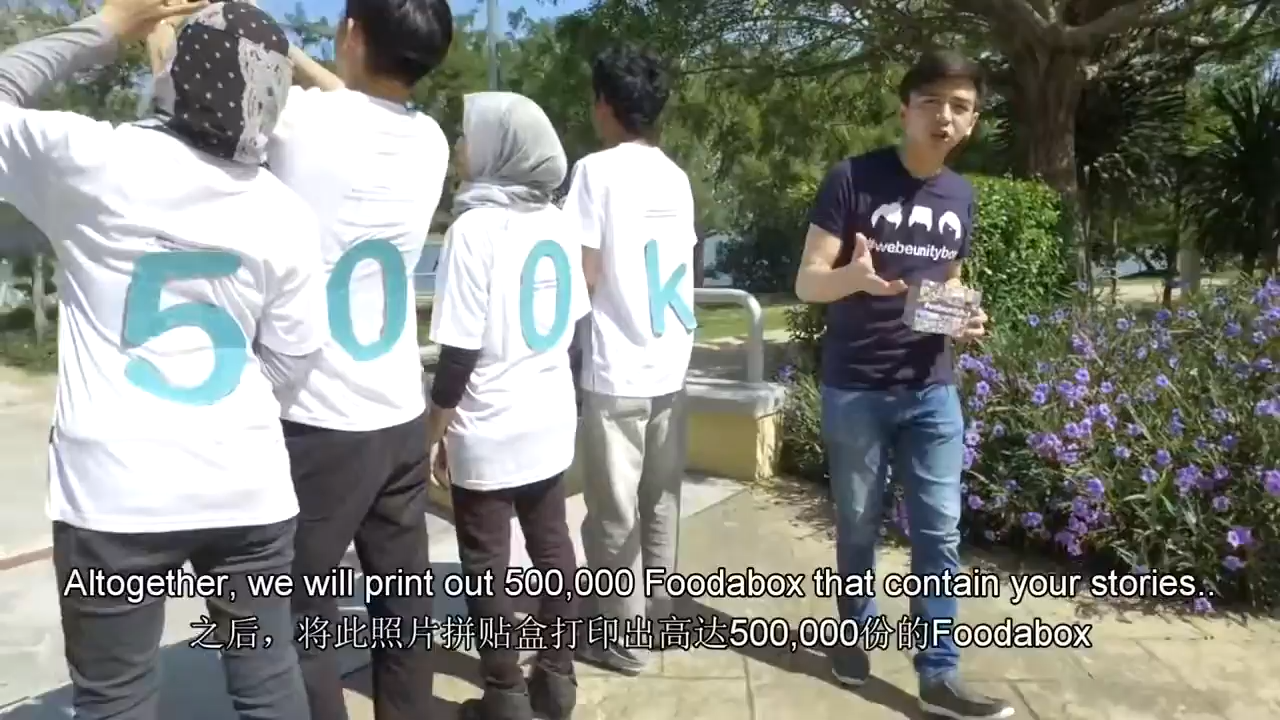 500k
#webeunitybox
Altogether, we will print out 500,000 Foodabox that contain your stories..
之后，将此照片拼贴盒打印出高达500,000份的Foodabox